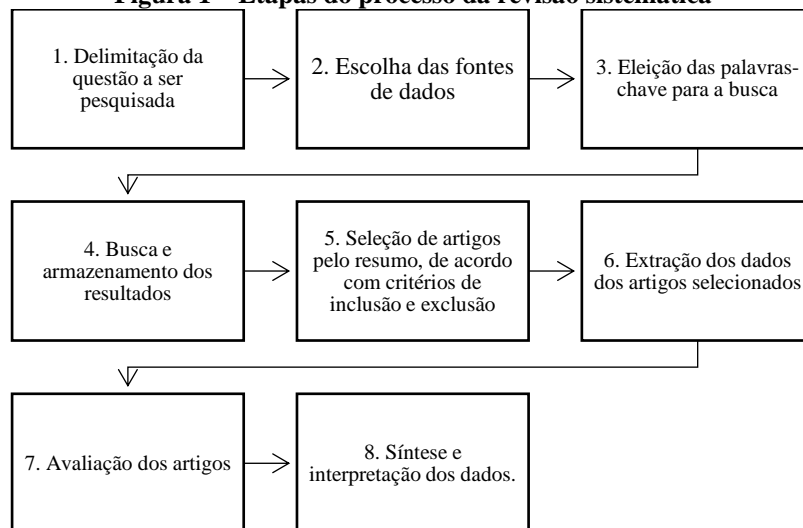 Figura 1 – Etapas do processo da revisão sistemática
1. Delimitação da
questão a ser
pesquisada
2. Escolha das fontes
de dados
3. Eleição das palavras-
chave para a busca
4. Busca e
armazenamento dos
resultados
5. Seleção de artigos
pelo resumo, de acordo
com critérios de
inclusão e exclusão
6. Extração dos dados
dos artigos selecionados
7. Avaliação dos artigos
8. Síntese e
interpretação dos dados.